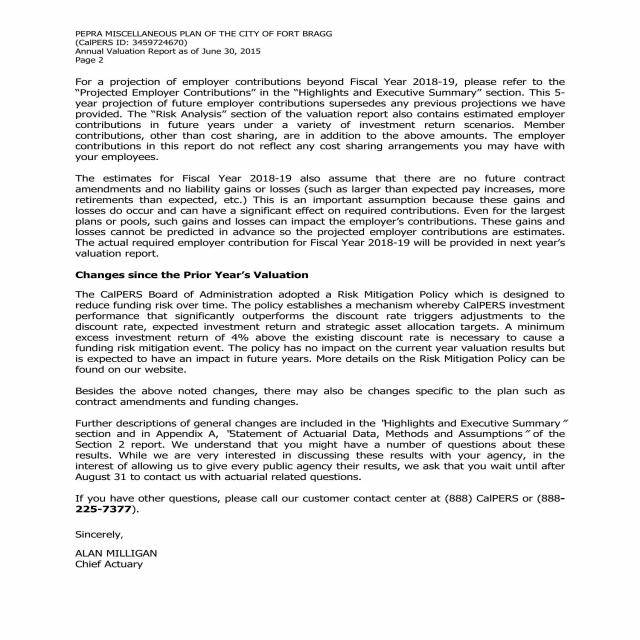 PEPRA MISCELLANEOUS PLAN OF THE CITY OF FORT BRAGG
(CalPERS ID: 3459724670)
Annual Valuation Report as of June 30, 2015
Page 2
For a projection of employer contributions beyond Fiscal Year 2018-19, please refer to the
“Projected Employer Contributions” in the “Highlights and Executive Summary” section. This 5-
year projection of future employer contributions supersedes any previous projections we have
provided. The “Risk Analysis” section of the valuation report also contains estimated employer
contributions in future years under a variety of investment return scenarios. Member
contributions, other than cost sharing, are in addition to the above amounts. The employer
contributions in this report do not reflect any cost sharing arrangements you may have with
your employees.
The estimates for Fiscal Year 2018-19 also assume that there are no future contract
amendments and no liability gains or losses (such as larger than expected pay increases, more
retirements than expected, etc.) This is an important assumption because these gains and
losses do occur and can have a significant effect on required contributions. Even for the largest
plans or pools, such gains and losses can impact the employer’s contributions. These gains and
losses cannot be predicted in advance so the projected employer contributions are estimates.
The actual required employer contribution for Fiscal Year 2018-19 will be provided in next year’s
valuation report.
Changes since the Prior Year’s Valuation
The CalPERS Board of Administration adopted a Risk Mitigation Policy which is designed to
reduce funding risk over time. The policy establishes a mechanism whereby CalPERS investment
performance that significantly outperforms the discount rate triggers adjustments to the
discount rate, expected investment return and strategic asset allocation targets. A minimum
excess investment return of 4% above the existing discount rate is necessary to cause a
funding risk mitigation event. The policy has no impact on the current year valuation results but
is expected to have an impact in future years. More details on the Risk Mitigation Policy can be
found on our website.
Besides the above noted changes, there may also be changes specific to the plan such as
contract amendments and funding changes.
Further descriptions of general changes are included in the “Highlights and Executive Summary”
section and in Appendix A, “Statement of Actuarial Data, Methods and Assumptions” of the
Section 2 report. We understand that you might have a number of questions about these
results. While we are very interested in discussing these results with your agency, in the
interest of allowing us to give every public agency their results, we ask that you wait until after
August 31 to contact us with actuarial related questions.
If you have other questions, please call our customer contact center at (888) CalPERS or (888-
225-7377).
Sincerely,
ALAN MILLIGAN
Chief Actuary